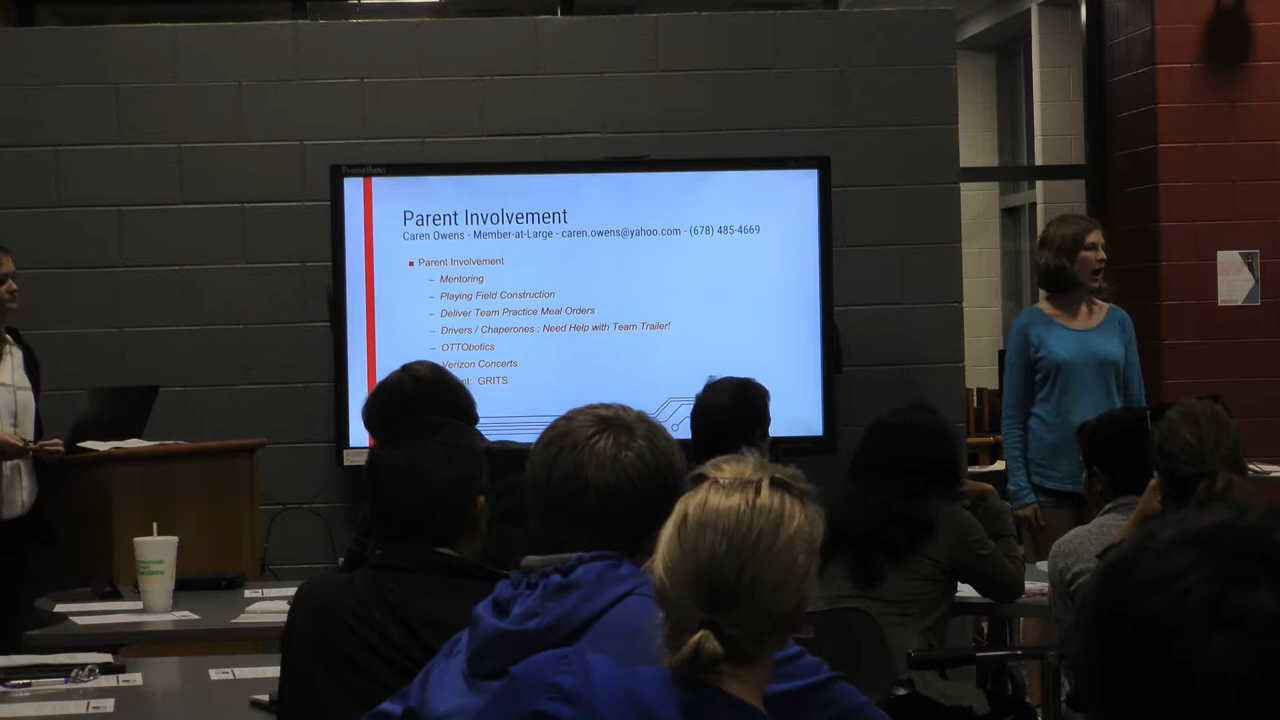 Promethean
Parent Involvement
Caren Owens - Member-at-Large - caren.owens@yahoo.com - (678) 485-4669
Parent Involvement
– Mentoring
– Playing Field Construction
– Deliver Team Practice Meal Orders
– Drivers / Chaperones ; Need Help with Team Trailer!
– OTTObotics
Verizon Concerts
GRITS